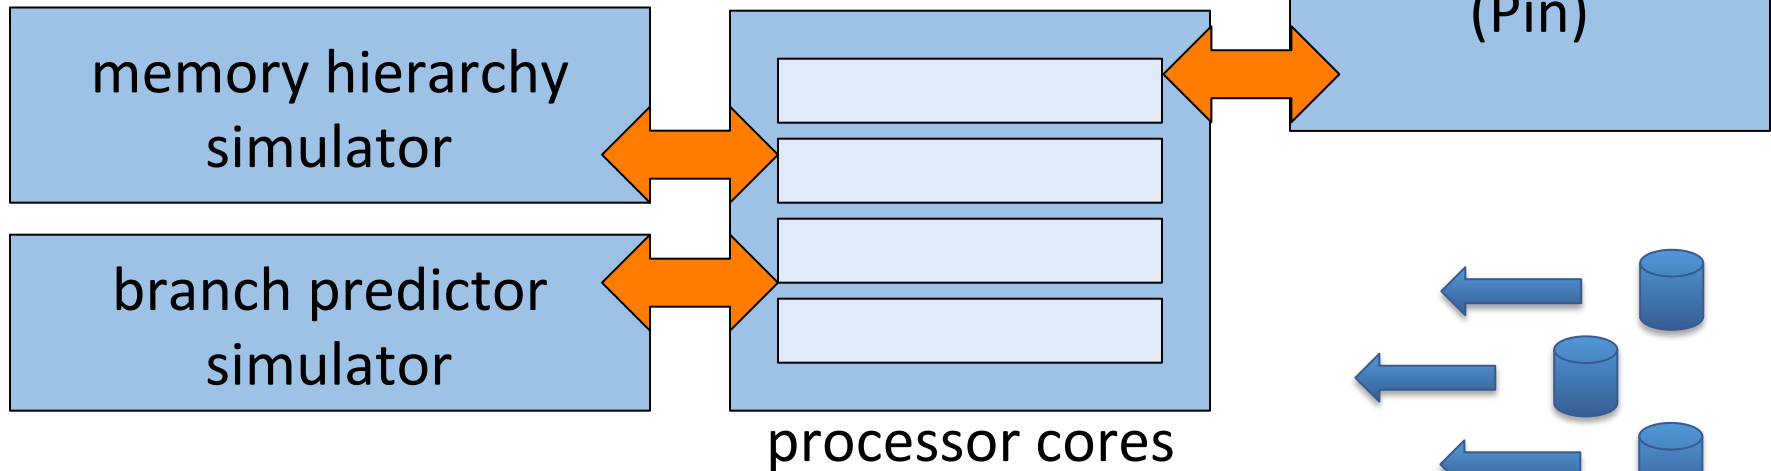 (Pin)
memory hierarchy
simulator
branch predictor
simulator
processor cores